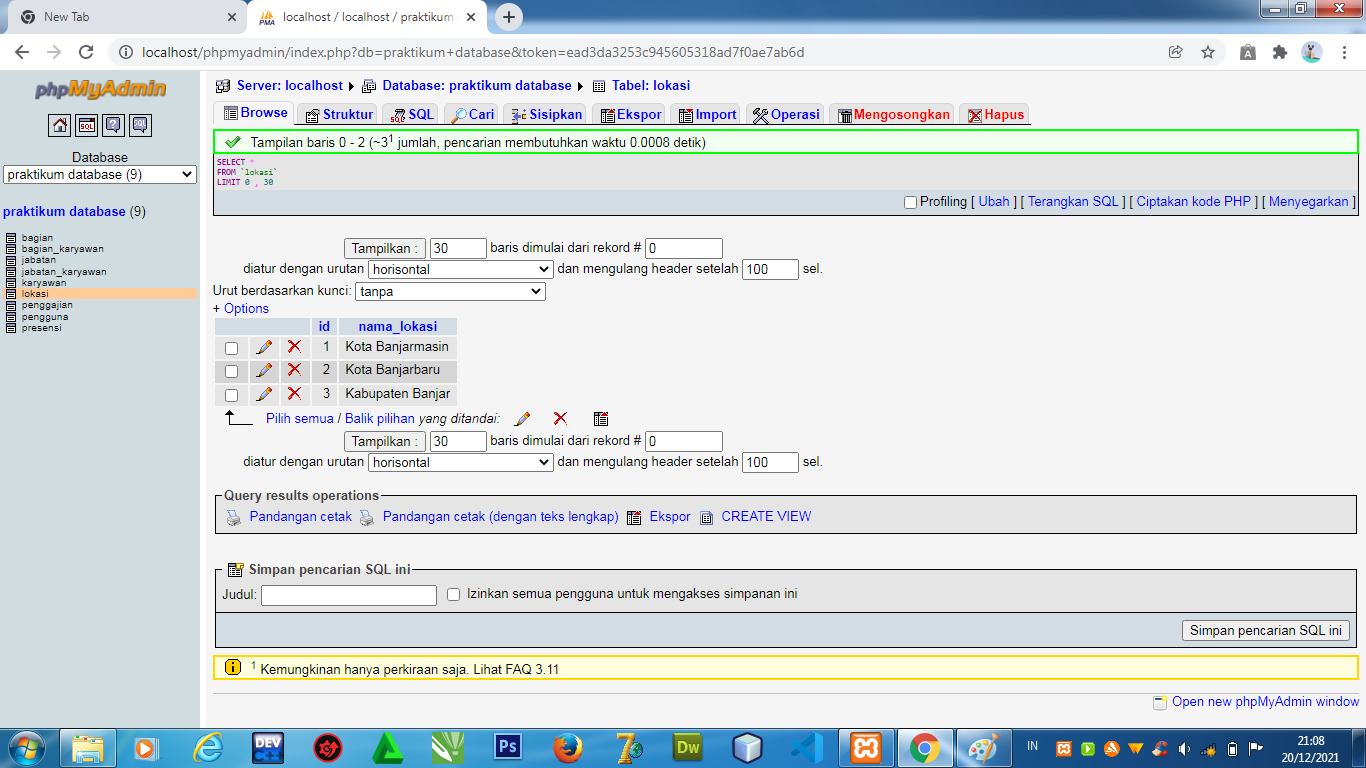 New Tab
localhost / localhost / praktikum
localhost/phpmyadmin/index.php?db=praktikum+database&token=ead3da3253c945605318ad7f0ae7ab6d
phpMyAdmin
Server: localhost Database: praktikum database Tabel: lokasi
Browse Struktur SQL Cari Sisipkan Ekspor Import Operasi Mengosongkan Hapus
Database
praktikum database (9)
praktikum database (9)
bagian
bagian_karyawan
jabatan
jabatan_karyawan
karyawan
lokasi
penggajian
pengguna
presensi
Tampilan baris 0 - 2 (~3¹ jumlah, pencarian membutuhkan waktu 0.0008 detik)
SELECT *
FROM `lokasi`
LIMIT 0 , 30
Profiling [ Ubah ] [ Terangkan SQL ] [ Ciptakan kode PHP ] [ Menyegarkan ]
Tampilkan : 30 baris dimulai dari rekord # 0
diatur dengan urutan horisontal dan mengulang header setelah 100 sel.
Urut berdasarkan kunci: tanpa
+ Options
id nama_lokasi
1 Kota Banjarmasin
2 Kota Banjarbaru
3 Kabupaten Banjar
Pilih semua / Balik pilihan yang ditandai:
Tampilkan : 30 baris dimulai dari rekord # 0
diatur dengan urutan horisontal dan mengulang header setelah 100 sel.
Query results operations
Pandangan cetak Pandangan cetak (dengan teks lengkap) Ekspor CREATE VIEW
Simpan pencarian SQL ini
Judul: Izinkan semua pengguna untuk mengakses simpanan ini
Simpan pencarian SQL ini
¹ Kemungkinan hanya perkiraan saja. Lihat FAQ 3.11
Open new phpMyAdmin window
DEV C++ Ps Dw IN 21:08
20/12/2021